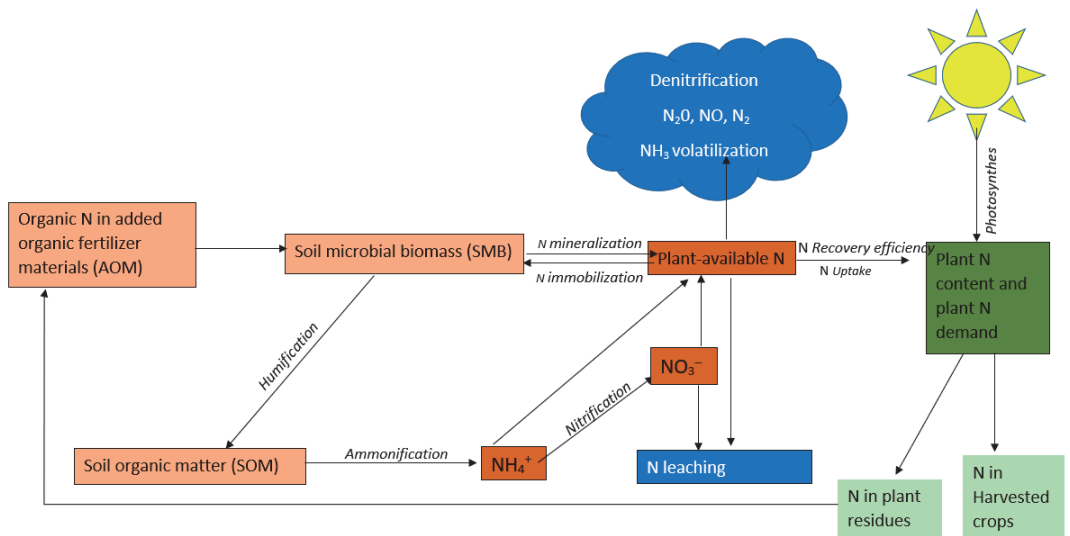 Denitrification
N₂0, NO, N₂
NH₃ volatilization
Photosynthes
Organic N in added
organic fertilizer
materials (AOM)
Soil microbial biomass (SMB)
N mineralization
N immobilization
Plant-available N
N Recovery efficiency
N Uptake
Plant N
content and
plant N
demand
Humification
NO₃⁻
Nitrification
Soil organic matter (SOM)
Ammonification
NH₄⁺
N leaching
N in plant
residues
N in
Harvested
crops